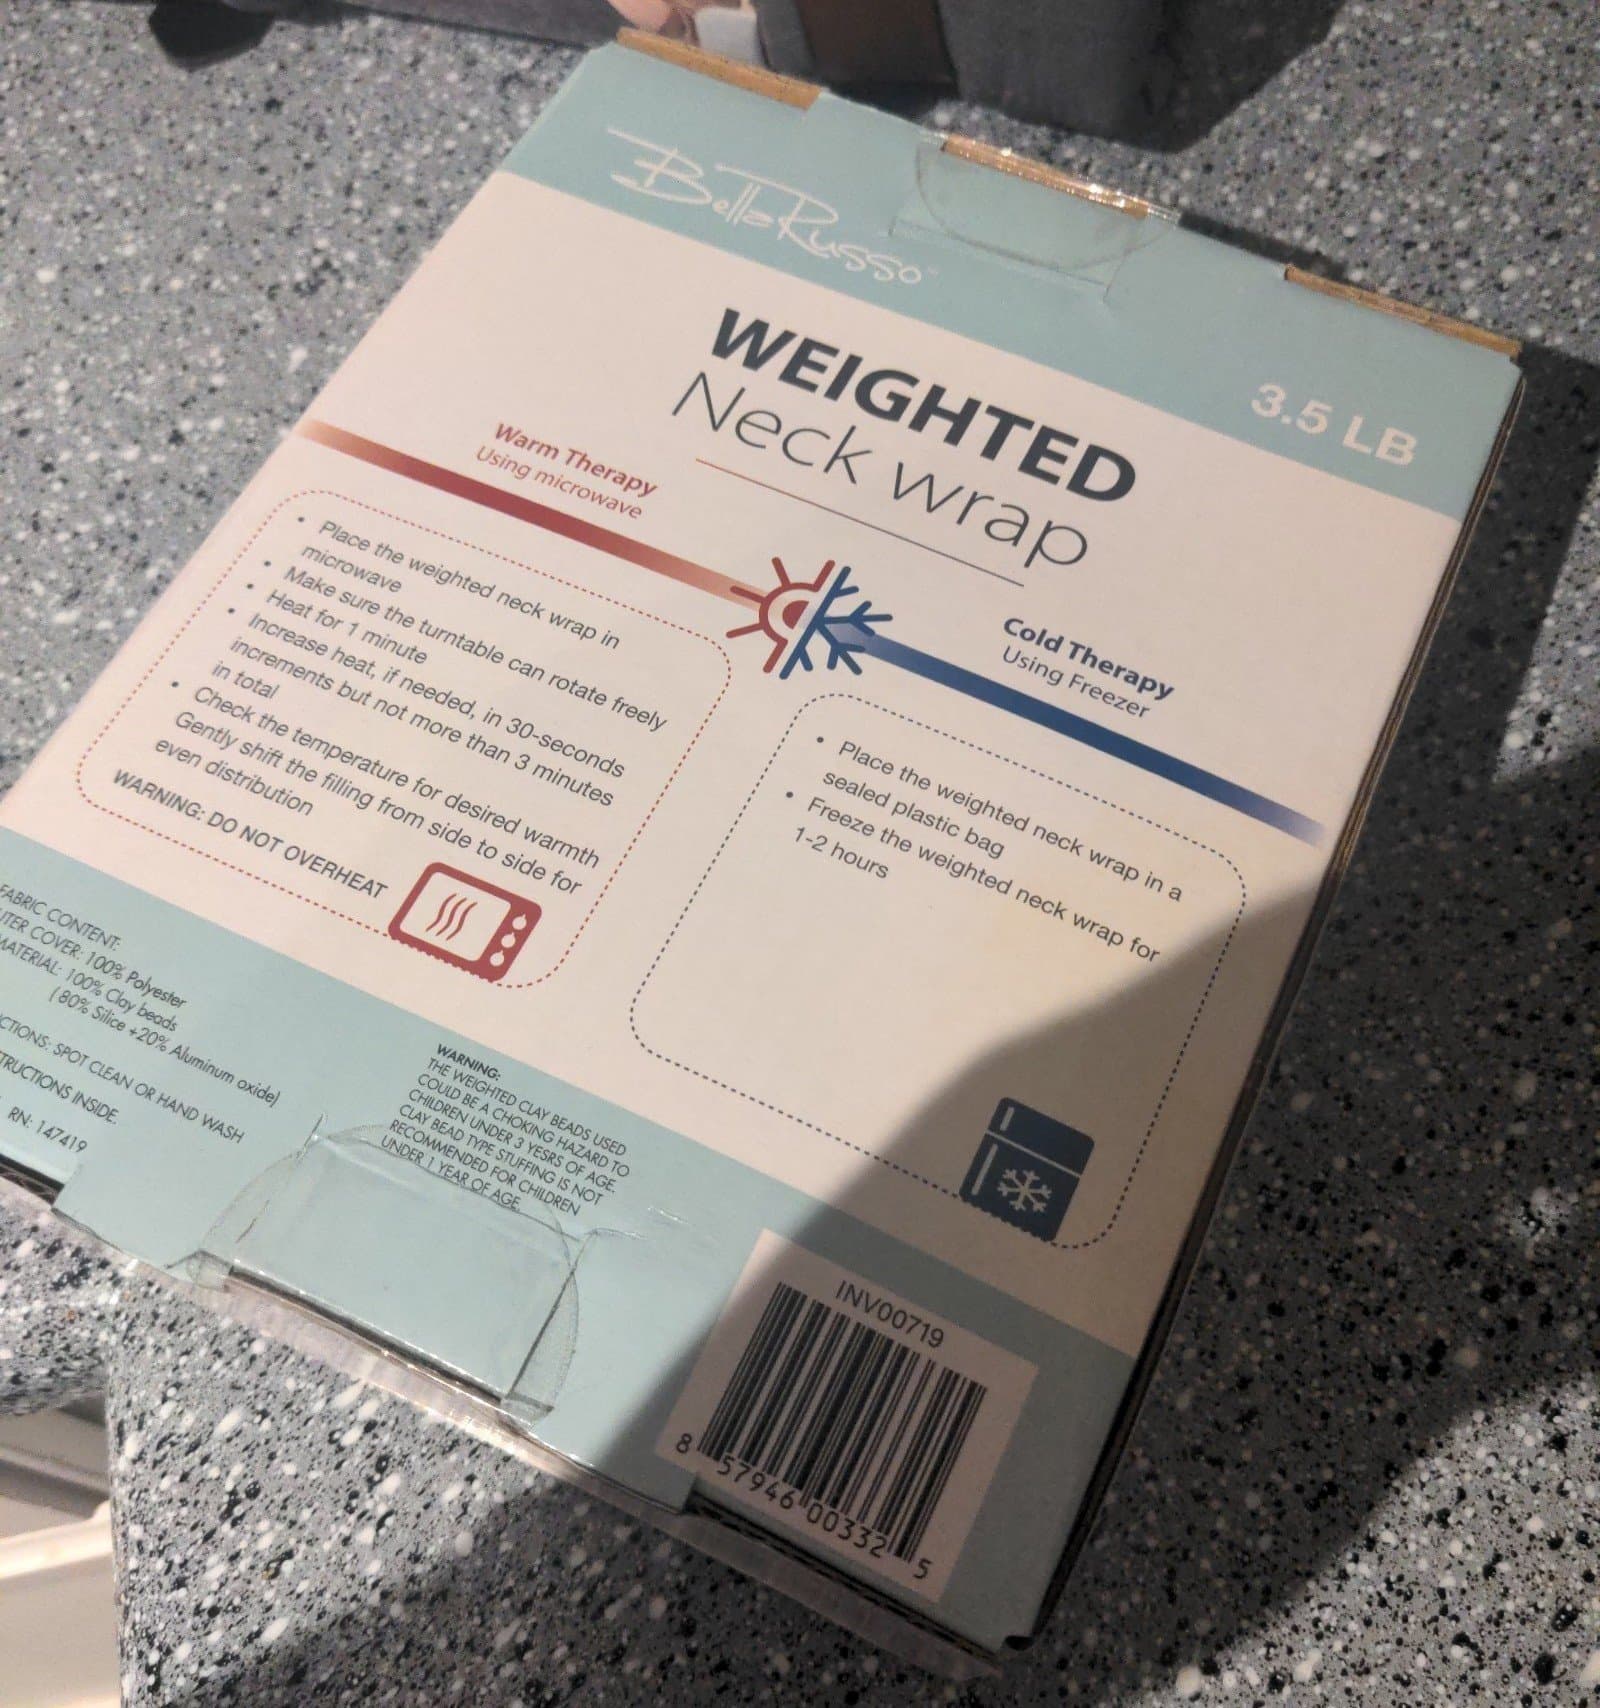 BellaRusso
3.5 LB
WEIGHTED
Neck wrap
Warm Therapy
Using microwave
• Place the weighted neck wrap in
microwave
• Make sure the turntable can rotate freely
• Heat for 1 minute
• Increase heat, if needed, in 30-seconds
increments but not more than 3 minutes
in total
• Check the temperature for desired warmth
Gently shift the filling from side to side for
even distribution
WARNING: DO NOT OVERHEAT
Cold Therapy
Using Freezer
• Place the weighted neck wrap in a
sealed plastic bag
• Freeze the weighted neck wrap for
1-2 hours
FABRIC CONTENT:
UTER COVER: 100% Polyester
MATERIAL: 100% Clay beads
( 80% Silice +20% Aluminum oxide)
CTIONS: SPOT CLEAN OR HAND WASH
TRUCTIONS INSIDE.
RN: 147419
WARNING:
THE WEIGHTED CLAY BEADS USED
COULD BE A CHOKING HAZARD TO
CHILDREN UNDER 3 YESRS OF AGE.
CLAY BEAD TYPE STUFFING IS NOT
RECOMMENDED FOR CHILDREN
UNDER 1 YEAR OF AGE.
INV00719
8 57946 00332 5